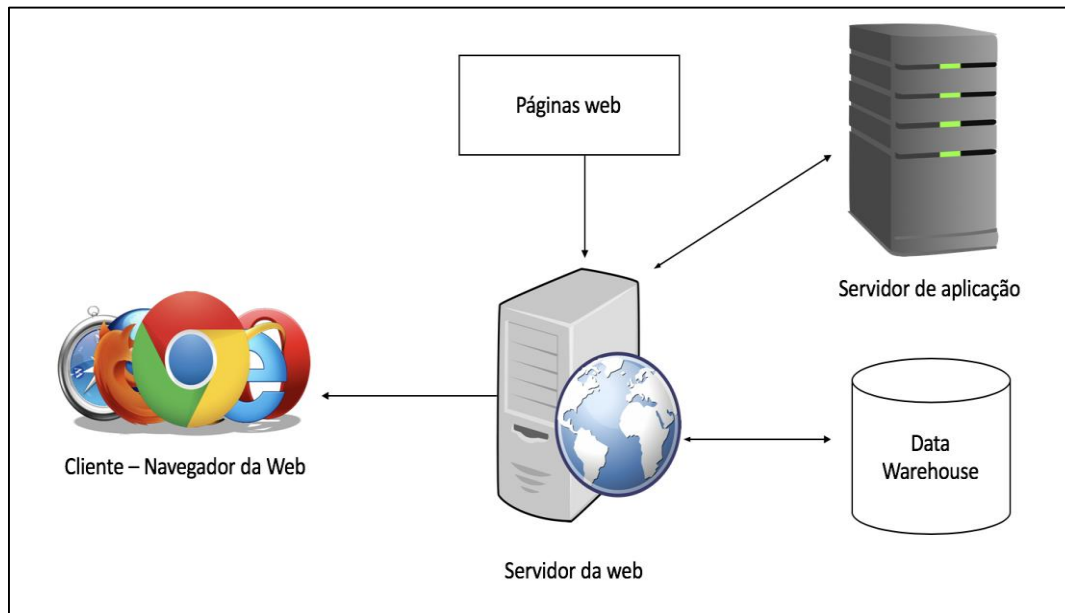 Páginas web
Servidor de aplicação
Cliente – Navegador da Web
Data
Warehouse
Servidor da web